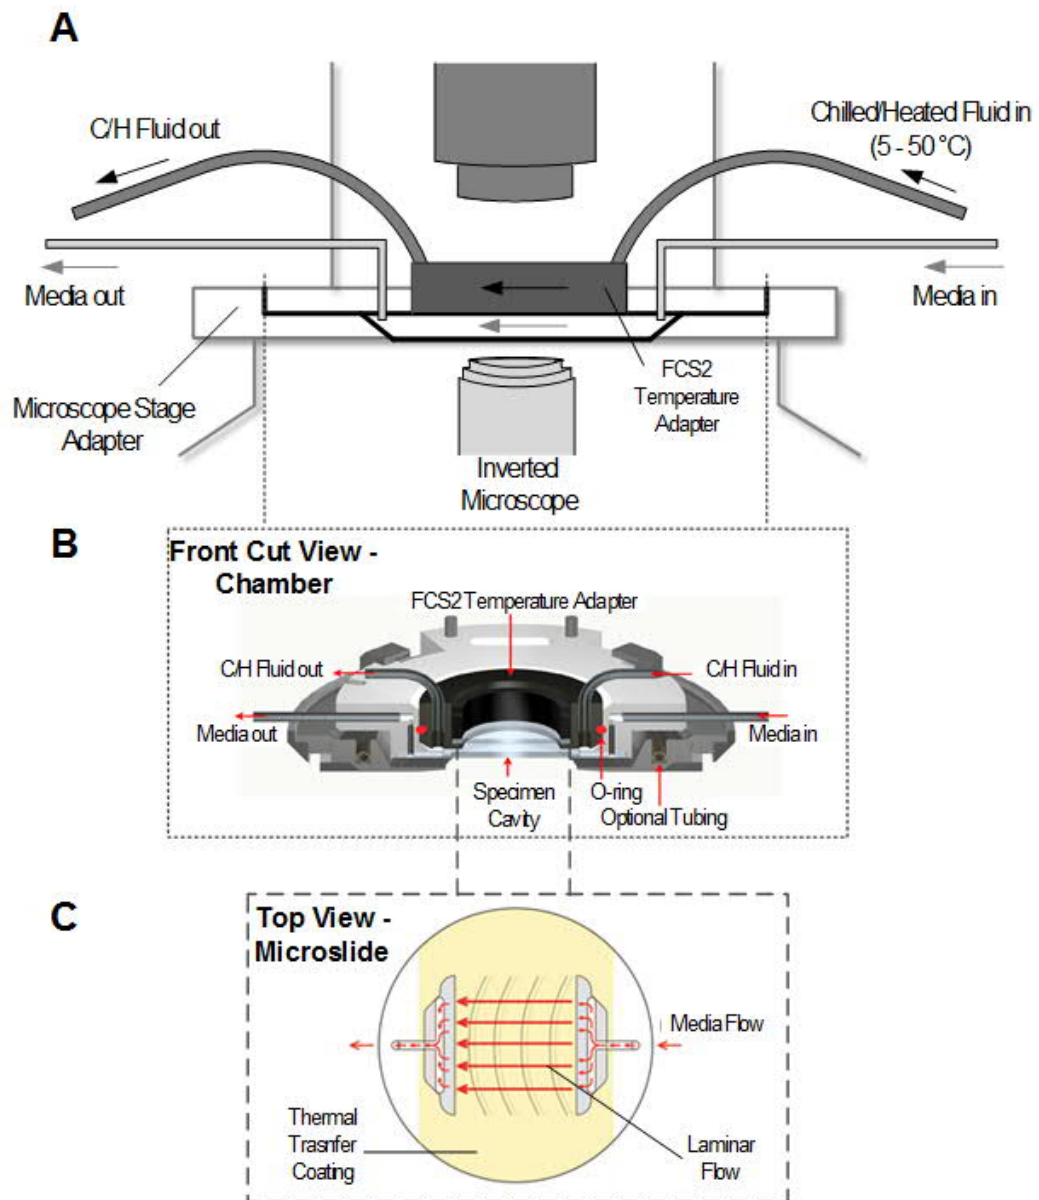 A
C/H Fluid out
Chilled/Heated Fluid in
(5 - 50 °C)
Media out
Media in
Microscope Stage
Adapter
FCS2
Temperature
Adapter
Inverted
Microscope
B
Front Cut View -
Chamber
FCS2 Temperature Adapter
C/H Fluid out
C/H Fluid in
Media out
Media in
Specimen
Cavity
O-ring
Optional Tubing
C
Top View -
Microslide
Media Flow
Thermal
Trasnfer
Coating
Laminar
Flow